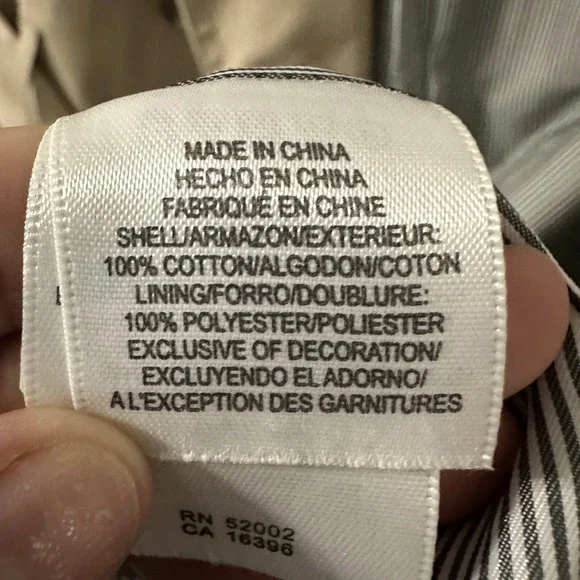 MADE IN CHINA
HECHO EN CHINA
FABRIQUÉ EN CHINE
SHELL/ARMAZON/EXTERIEUR:
100% COTTON/ALGODON/COTON
LINING/FORRO/DOUBLURE:
100% POLYESTER/POLIESTER
EXCLUSIVE OF DECORATION/
EXCLUYENDO EL ADORNO/
A L'EXCEPTION DES GARNITURES
RN 52002
CA 16396